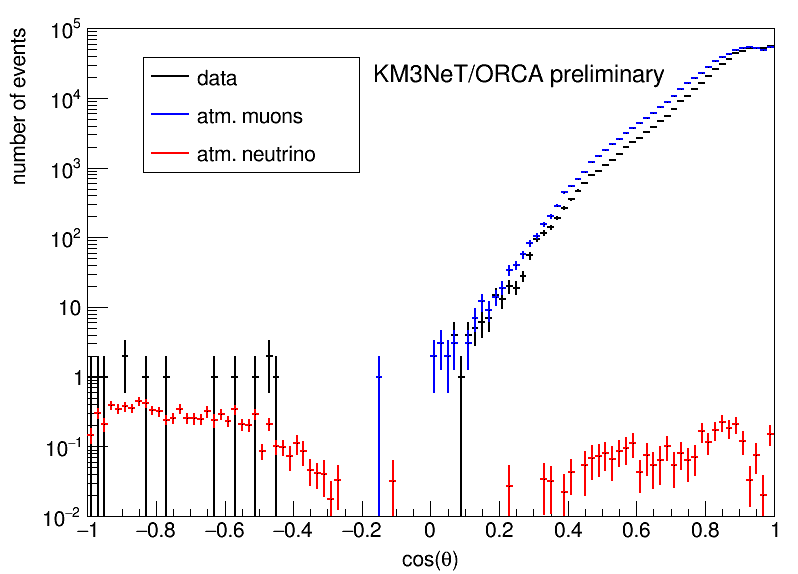 number of events
10^5
10^4
10^3
10^2
10
1
10^−1
10^−2
data
atm. muons
atm. neutrino
KM3NeT/ORCA preliminary
−1 −0.8 −0.6 −0.4 −0.2 0 0.2 0.4 0.6 0.8 1
cos(θ)